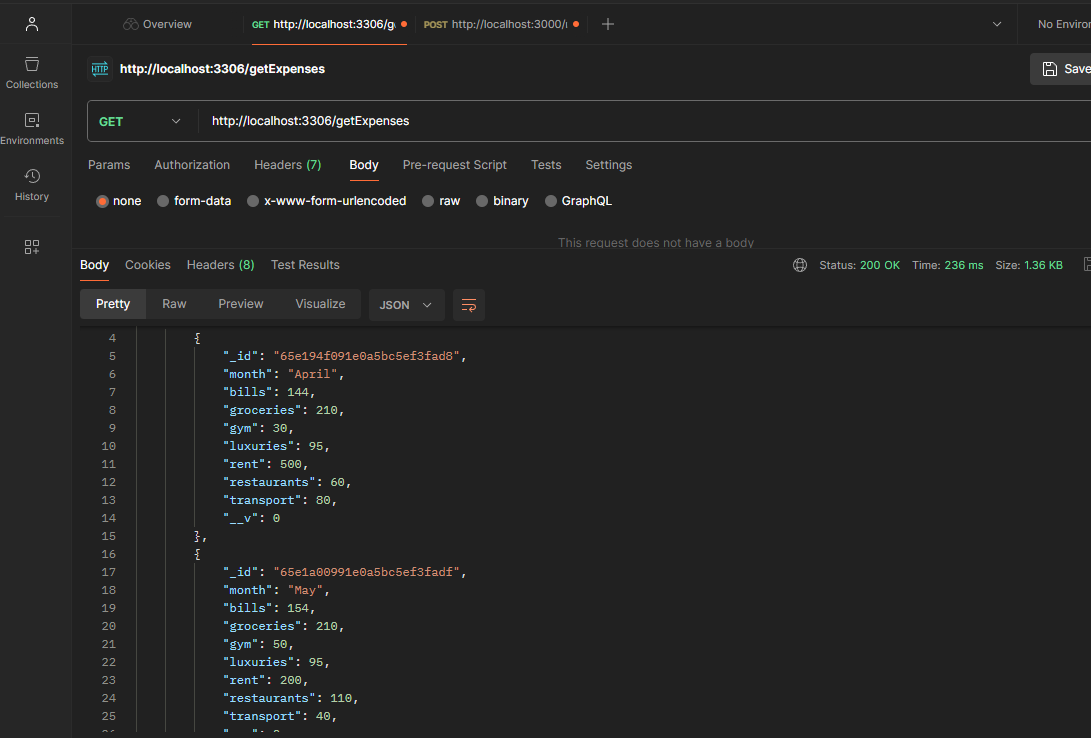 Overview
GET http://localhost:3306/g
POST http://localhost:3000/
No Environ
HTTP http://localhost:3306/getExpenses
Save
Collections
Environments
History
GET http://localhost:3306/getExpenses
Params Authorization Headers (7) Body Pre-request Script Tests Settings
none form-data x-www-form-urlencoded raw binary GraphQL
This request does not have a body
Body Cookies Headers (8) Test Results Status: 200 OK Time: 236 ms Size: 1.36 KB
Pretty Raw Preview Visualize JSON
4 {
5 "_id": "65e194f091e0a5bc5ef3fad8",
6 "month": "April",
7 "bills": 144,
8 "groceries": 210,
9 "gym": 30,
10 "luxuries": 95,
11 "rent": 500,
12 "restaurants": 60,
13 "transport": 80,
14 "__v": 0
15 },
16 {
17 "_id": "65e1a00991e0a5bc5ef3fadf",
18 "month": "May",
19 "bills": 154,
20 "groceries": 210,
21 "gym": 50,
22 "luxuries": 95,
23 "rent": 200,
24 "restaurants": 110,
25 "transport": 40,